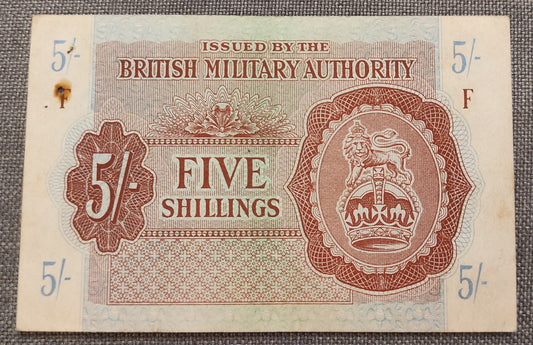 5/- 5/-
ISSUED BY THE
BRITISH MILITARY AUTHORITY
F F
5/-
FIVE
SHILLINGS
5/- 5/-